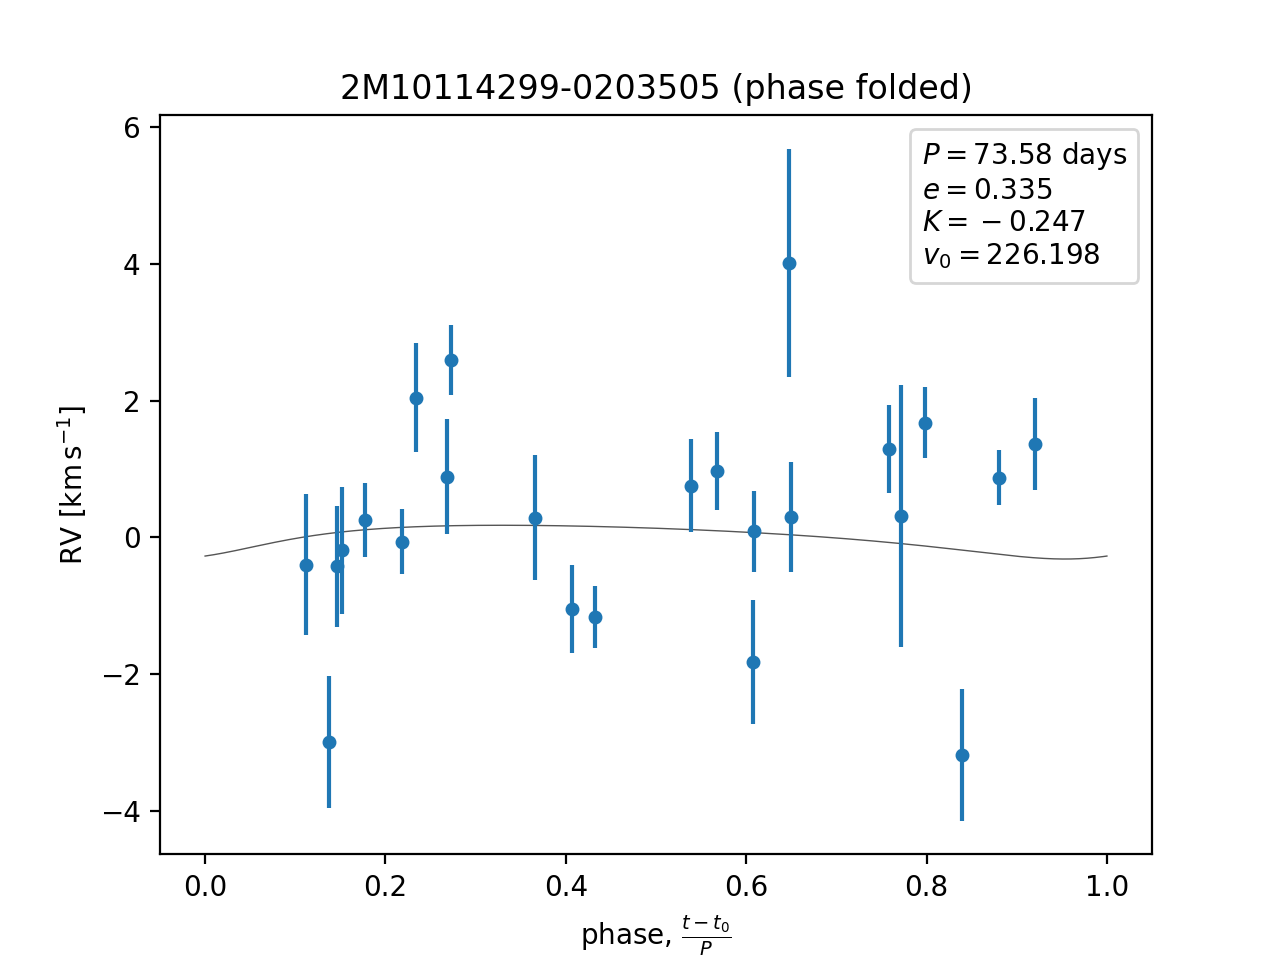 2M10114299-0203505 (phase folded)
P = 73.58 days
e = 0.335
K = −0.247
v₀ = 226.198
RV [km s⁻¹]
6
4
2
0
−2
−4
0.0 0.2 0.4 0.6 0.8 1.0
phase, (t − t₀)/P